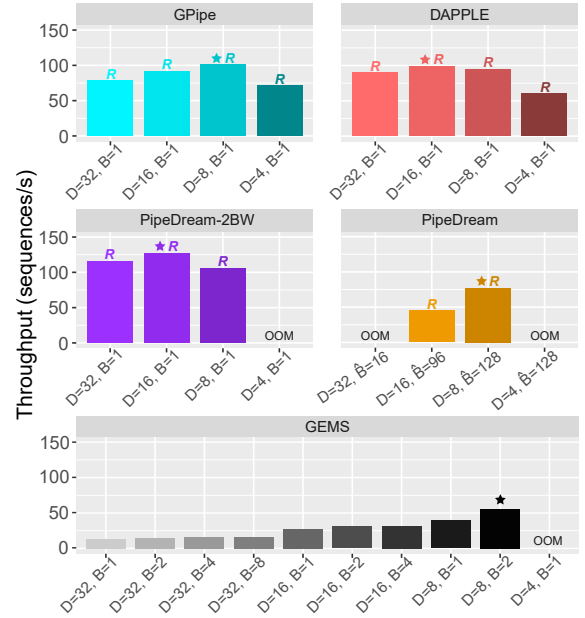 Throughput (sequences/s)
GPipe
150
100
50
0
R
R
★ R
R
D=32, B=1
D=16, B=1
D=8, B=1
D=4, B=1
DAPPLE
R
★ R
R
R
D=32, B=1
D=16, B=1
D=8, B=1
D=4, B=1
PipeDream-2BW
150
100
50
0
R
★ R
R
OOM
D=32, B=1
D=16, B=1
D=8, B=1
D=4, B=1
PipeDream
OOM
R
★ R
OOM
D=32, B̂=16
D=16, B̂=96
D=8, B̂=128
D=4, B̂=128
GEMS
150
100
50
0
★
OOM
D=32, B=1
D=32, B=2
D=32, B=4
D=32, B=8
D=16, B=1
D=16, B=2
D=16, B=4
D=8, B=1
D=8, B=2
D=4, B=1